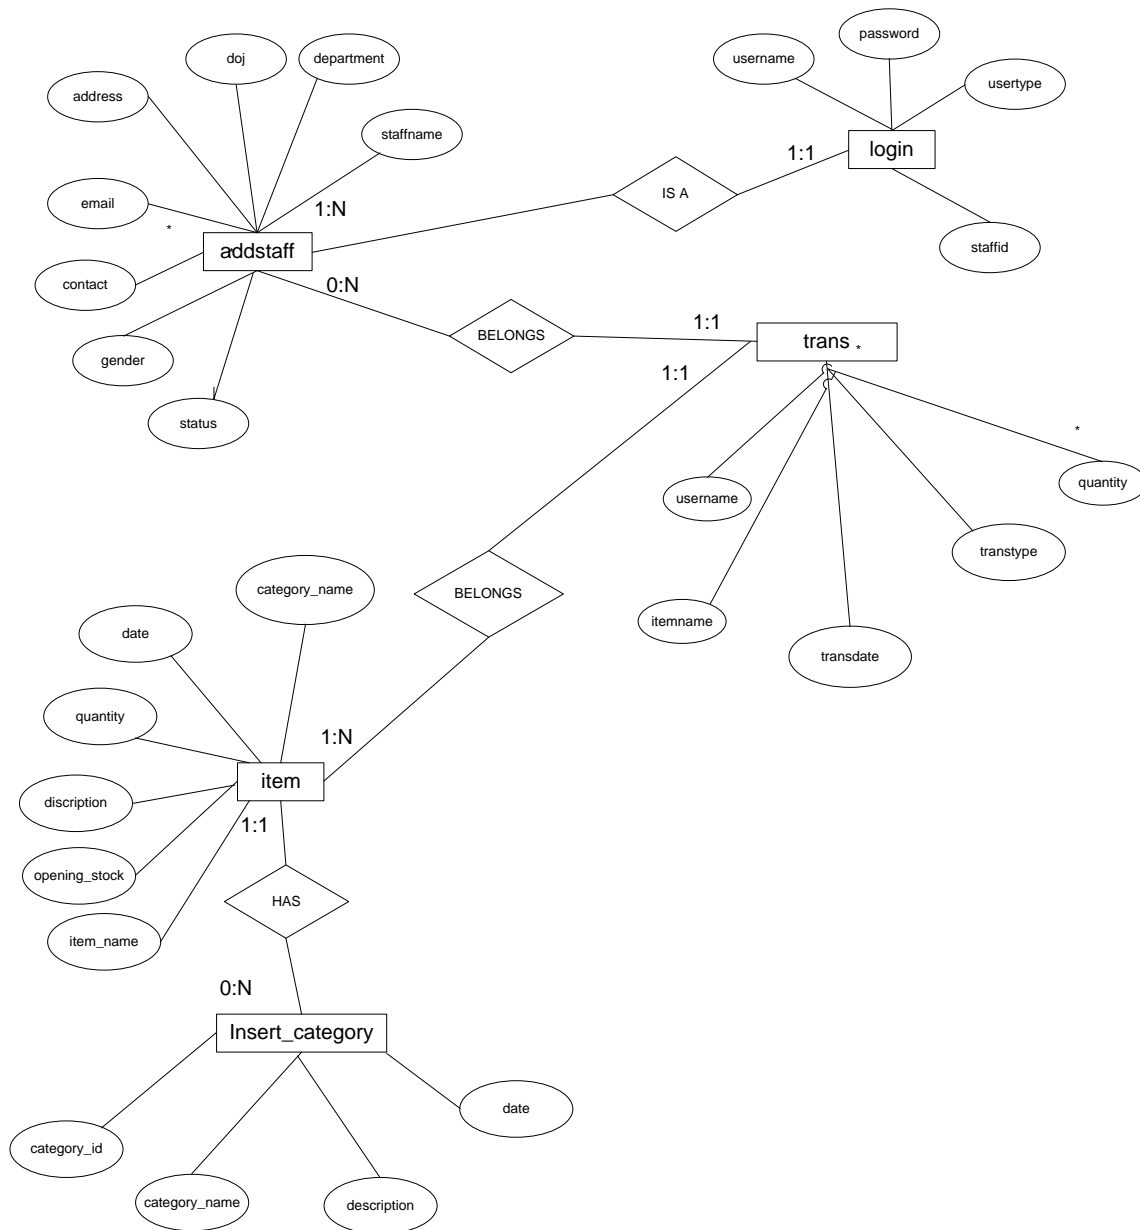 password
doj
department
username
usertype
address
staffname
login
1:1
IS A
email
1:N
*
addstaff
*
staffid
contact
0:N
BELONGS
1:1
trans
*
gender
1:1
status
*
quantity
username
transtype
category_name
BELONGS
itemname
date
transdate
quantity
1:N
item
discription
1:1
opening_stock
HAS
item_name
0:N
Insert_category
date
category_id
category_name
description